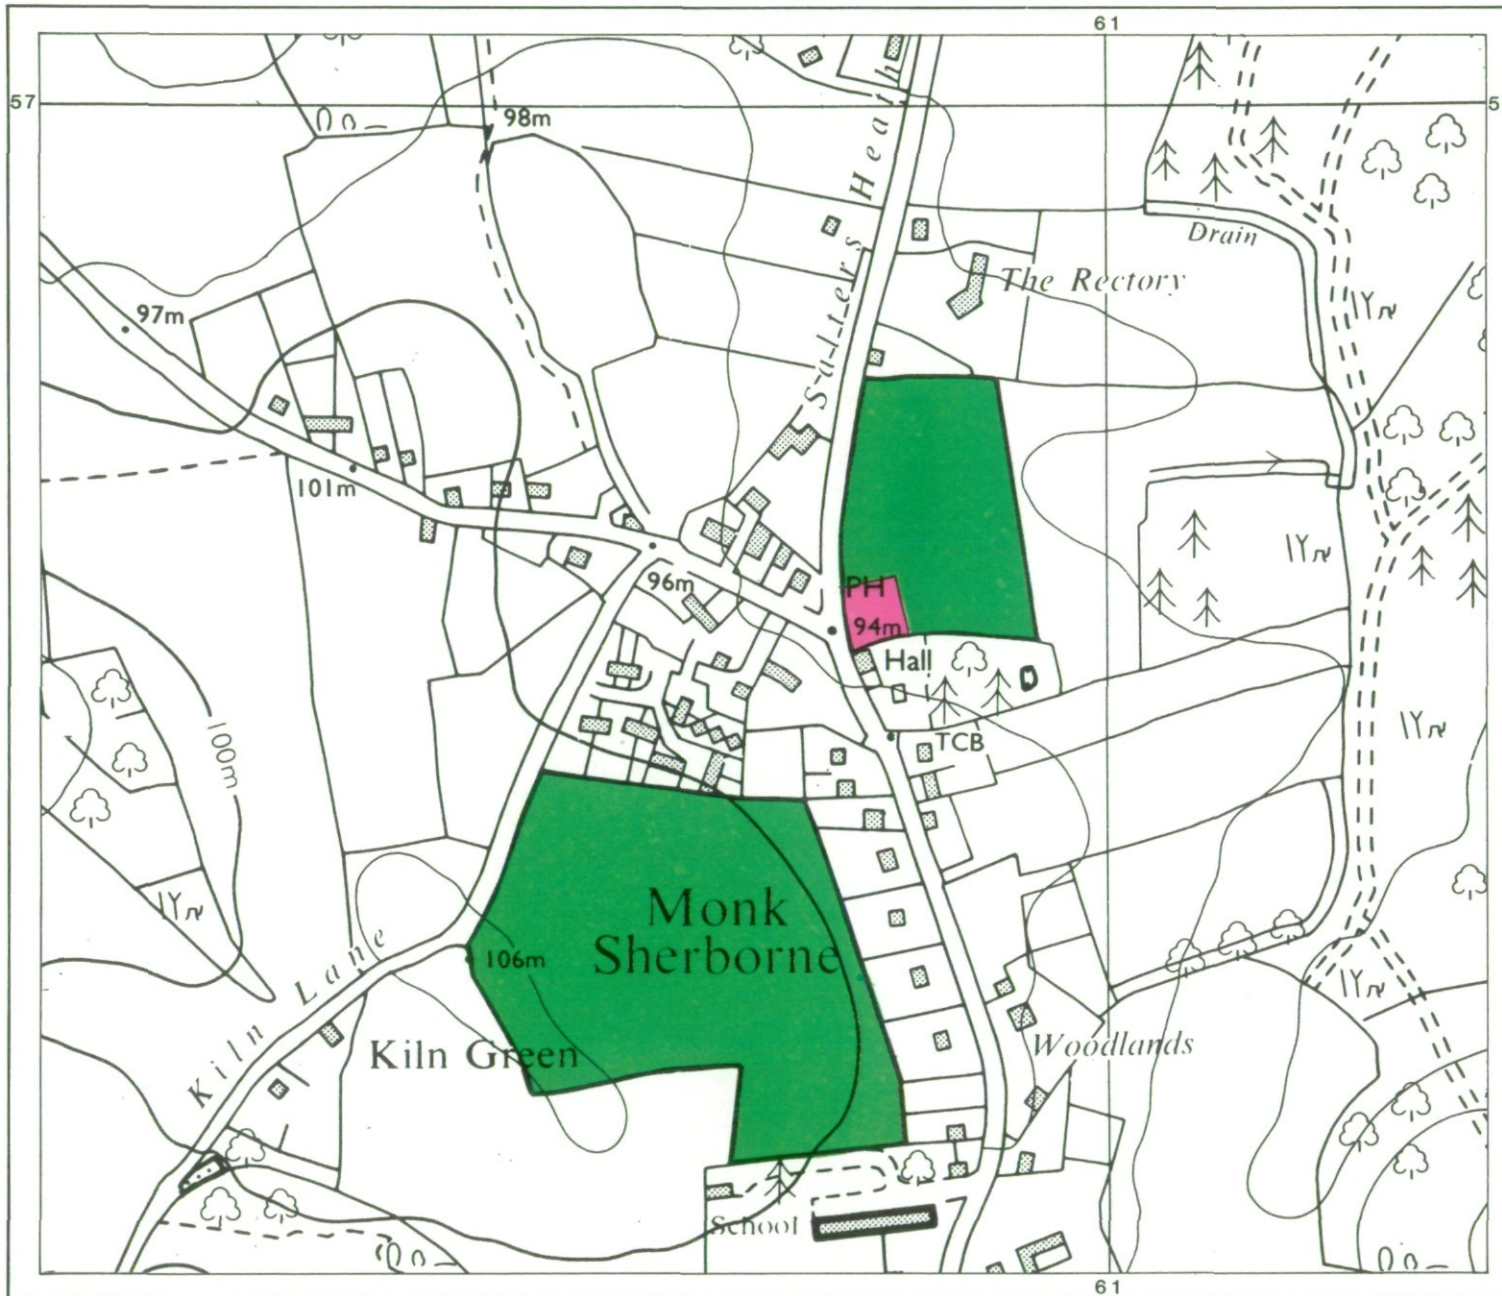 61
57
5
98m
Salters Heath
Drain
The Rectory
97m
101m
PH
96m
94m
Hall
TCB
100m
Monk
Sherborne
106m
Kiln Lane
Kiln Green
Woodlands
School
61